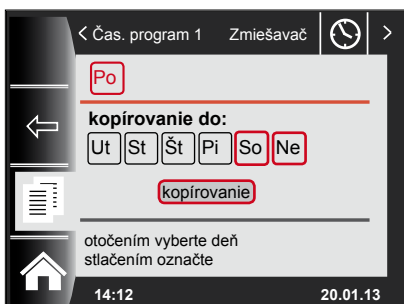 Čas. program 1 Zmiešavač
Po
kopírovanie do:
Ut St Št Pi So Ne
kopírovanie
otočením vyberte deň
stlačením označte
14:12 20.01.13